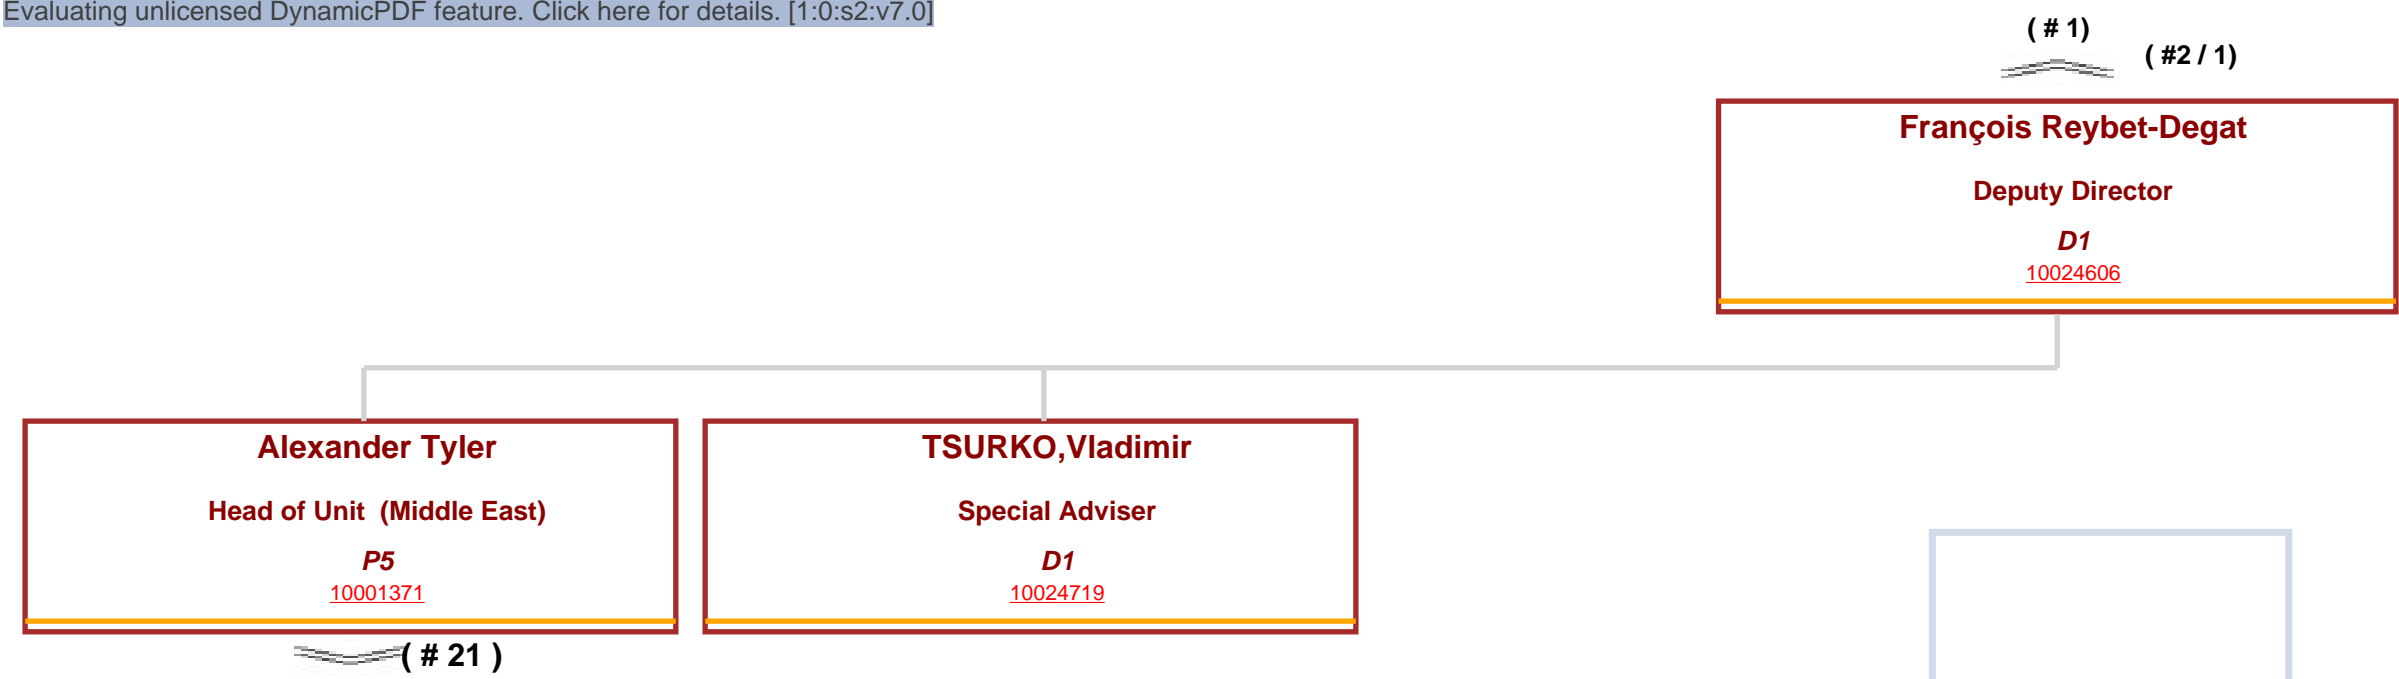 Evaluating unlicensed DynamicPDF feature. Click here for details. [1:0:s2:v7.0]
( # 1)
( #2 / 1)
François Reybet-Degat
Deputy Director
D1
10024606
Alexander Tyler
Head of Unit  (Middle East)
P5
10001371
( # 21 )
TSURKO,Vladimir
Special Adviser
D1
10024719